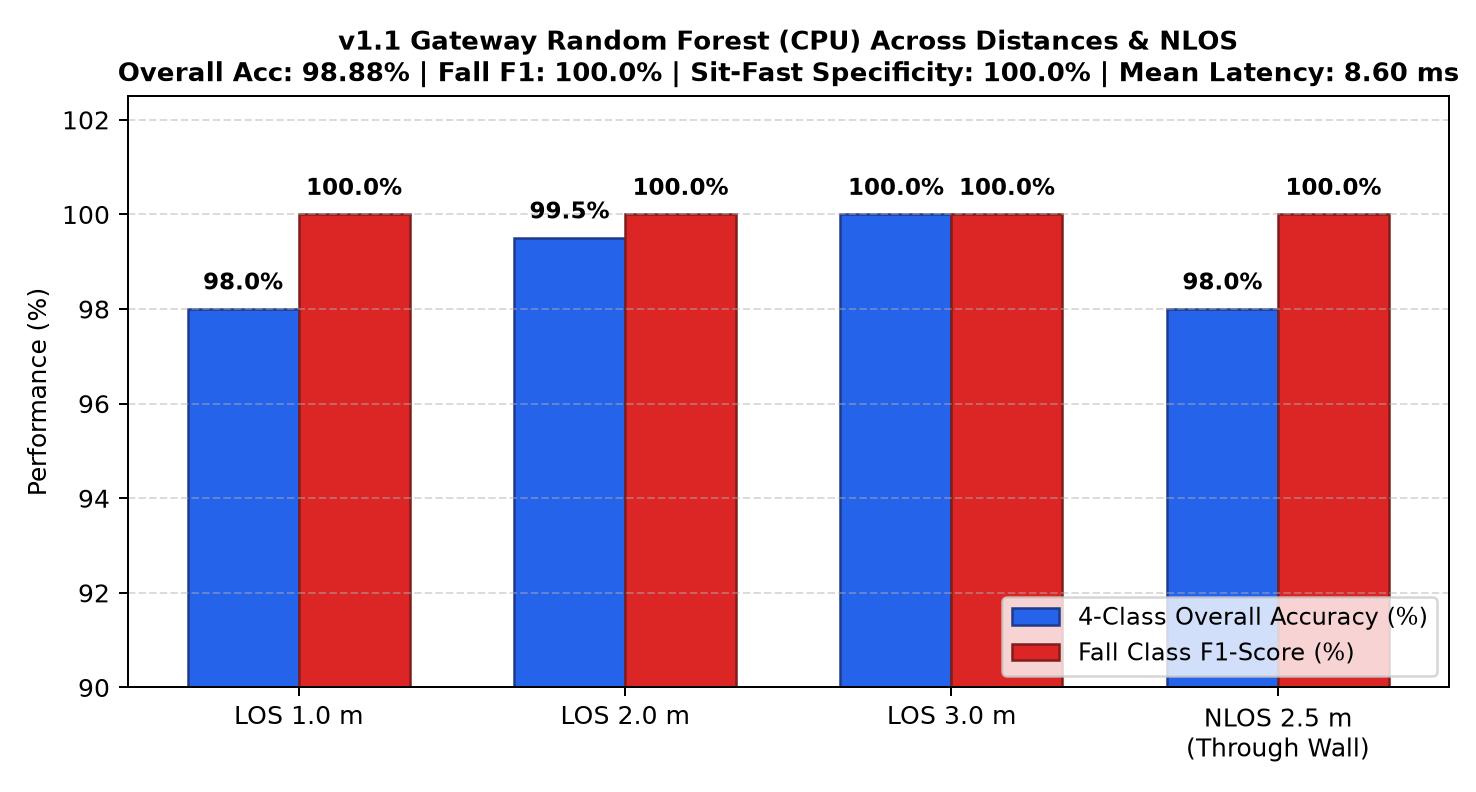 v1.1 Gateway Random Forest (CPU) Across Distances & NLOS
Overall Acc: 98.88% | Fall F1: 100.0% | Sit-Fast Specificity: 100.0% | Mean Latency: 8.60 ms
Performance (%)
102
100
98
96
94
92
90
98.0%
100.0%
99.5%
100.0%
100.0%
100.0%
98.0%
100.0%
4-Class Overall Accuracy (%)
Fall Class F1-Score (%)
LOS 1.0 m
LOS 2.0 m
LOS 3.0 m
NLOS 2.5 m
(Through Wall)